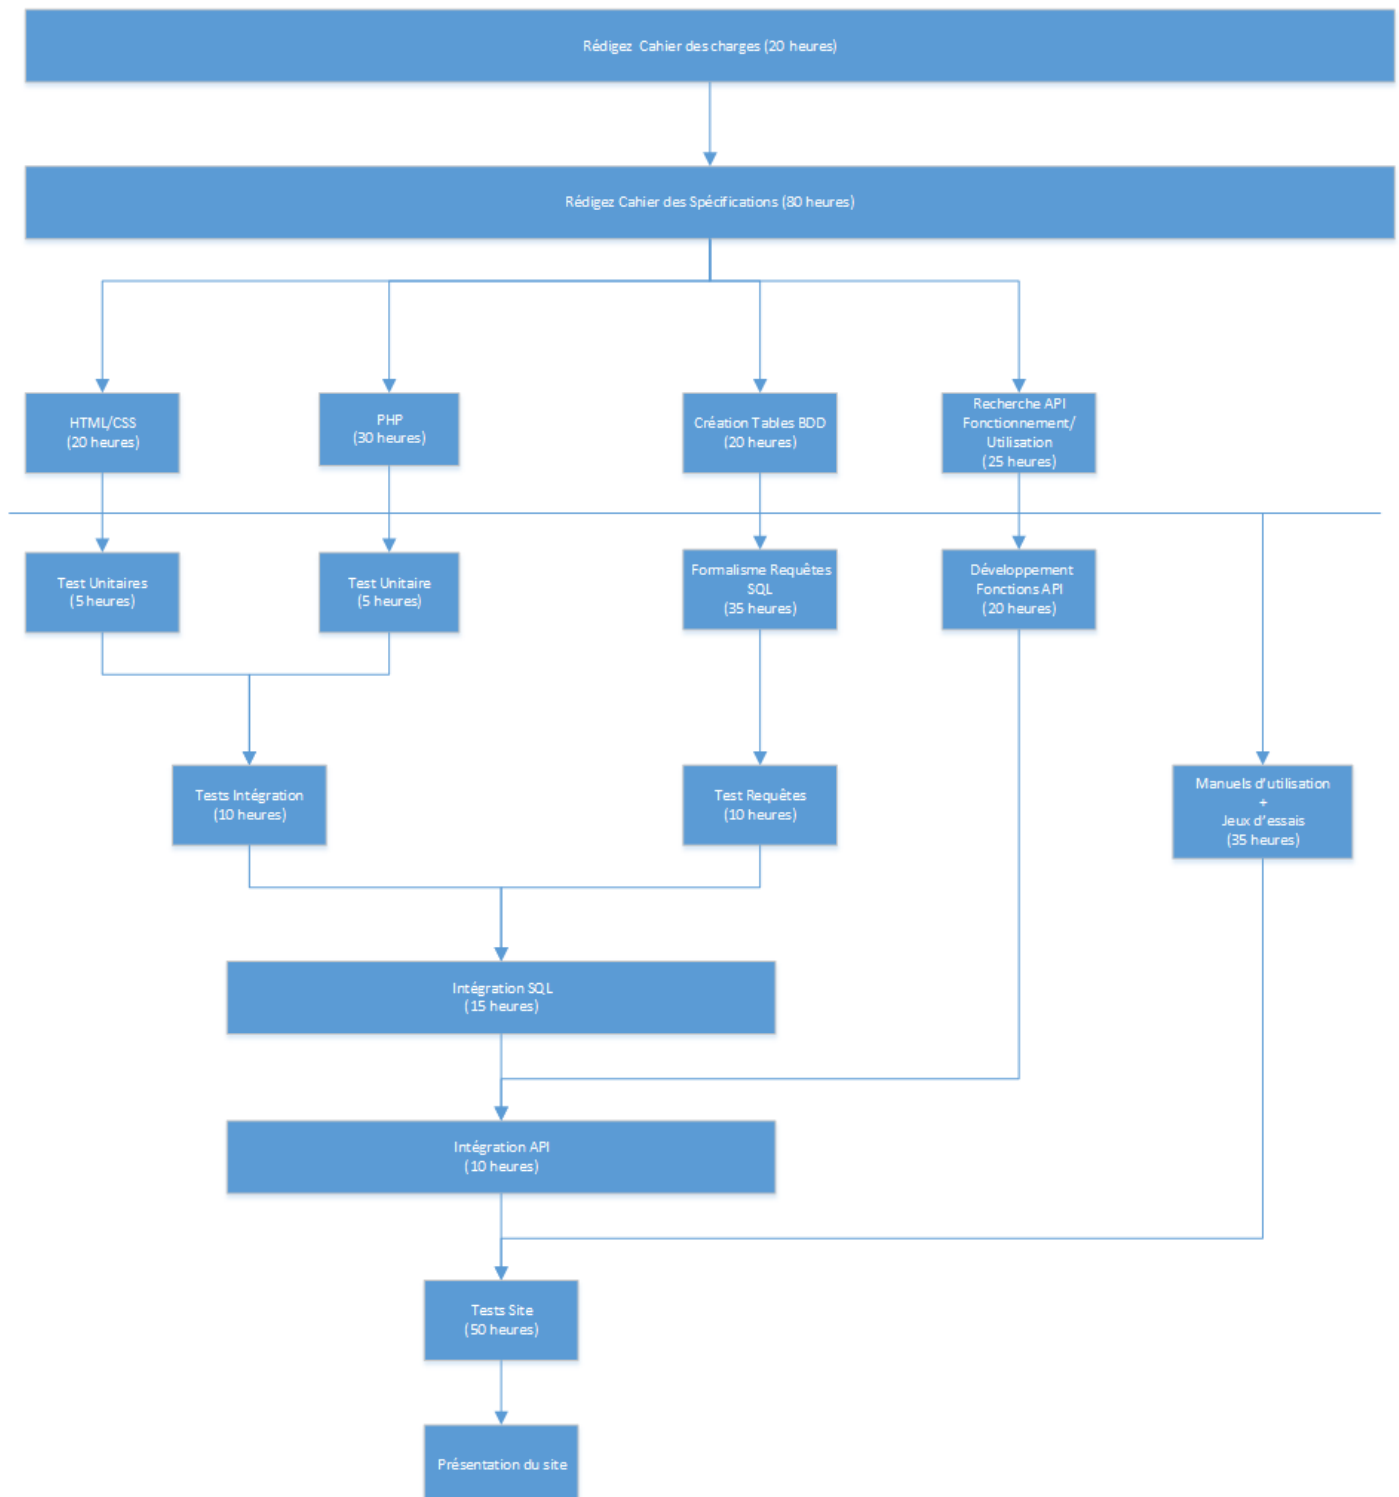 Rédigez Cahier des charges (20 heures)
Rédigez Cahier des Spécifications (80 heures)
HTML/CSS
(20 heures)
PHP
(30 heures)
Création Tables BDD
(20 heures)
Recherche API
Fonctionnement/
Utilisation
(25 heures)
Test Unitaires
(5 heures)
Test Unitaire
(5 heures)
Formalisme Requêtes
SQL
(35 heures)
Développement
Fonctions API
(20 heures)
Tests Intégration
(10 heures)
Test Requêtes
(10 heures)
Manuels d'utilisation
+
Jeux d'essais
(35 heures)
Intégration SQL
(15 heures)
Intégration API
(10 heures)
Tests Site
(50 heures)
Présentation du site